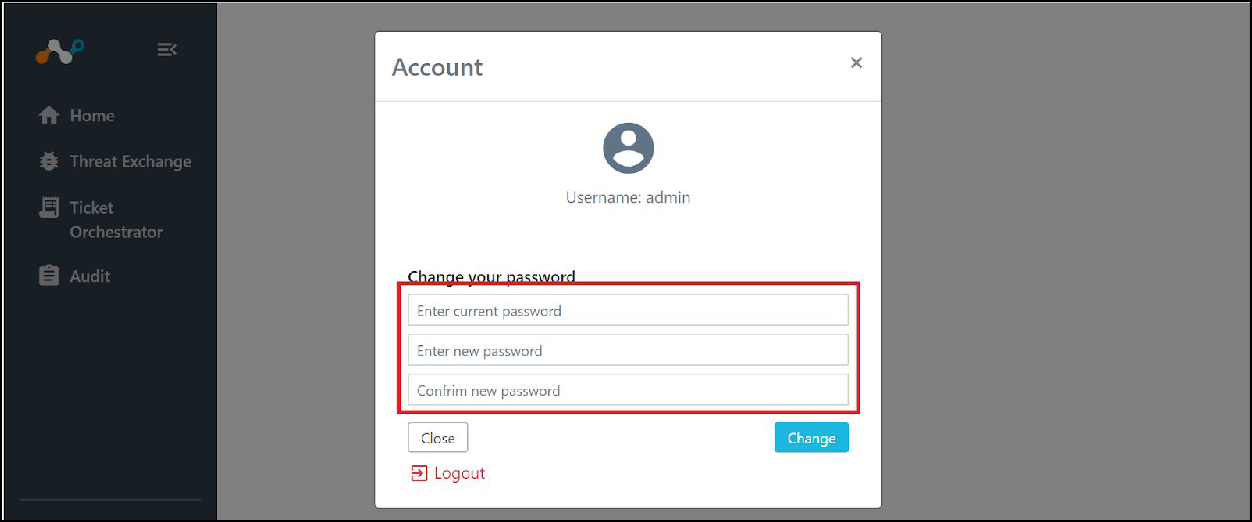 Account
×
Home
Threat Exchange
Ticket
Orchestrator
Audit
Username: admin
Change your password
Enter current password
Enter new password
Confrim new password
Close
Change
Logout